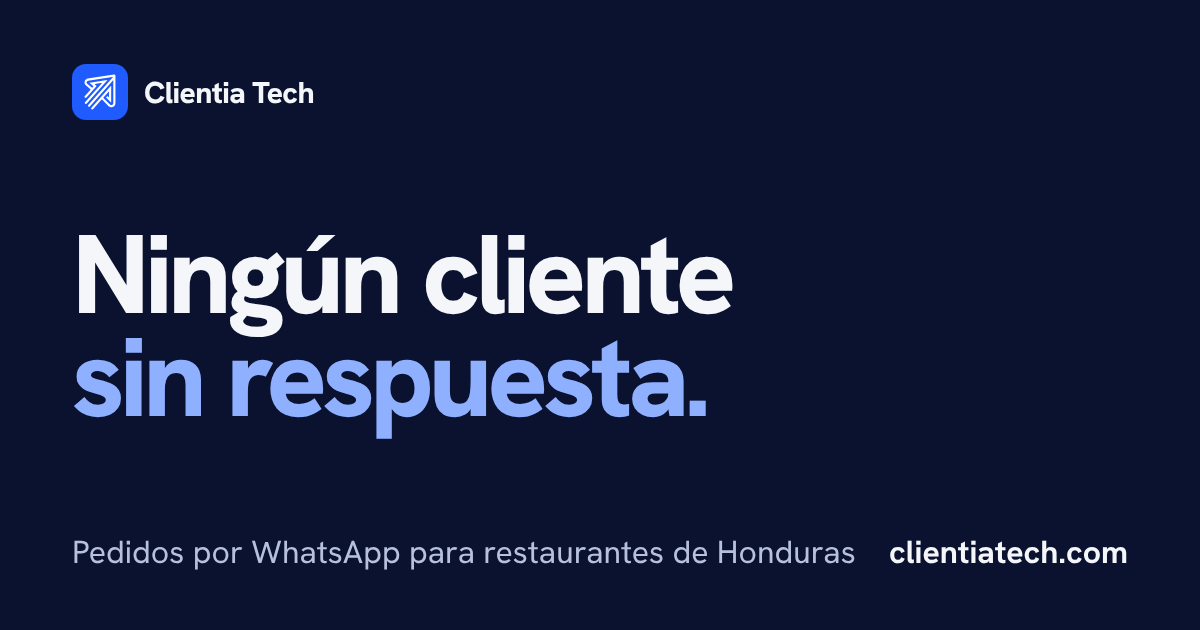 Clientia Tech
Ningún cliente
sin respuesta.
Pedidos por WhatsApp para restaurantes de Honduras
clientiatech.com